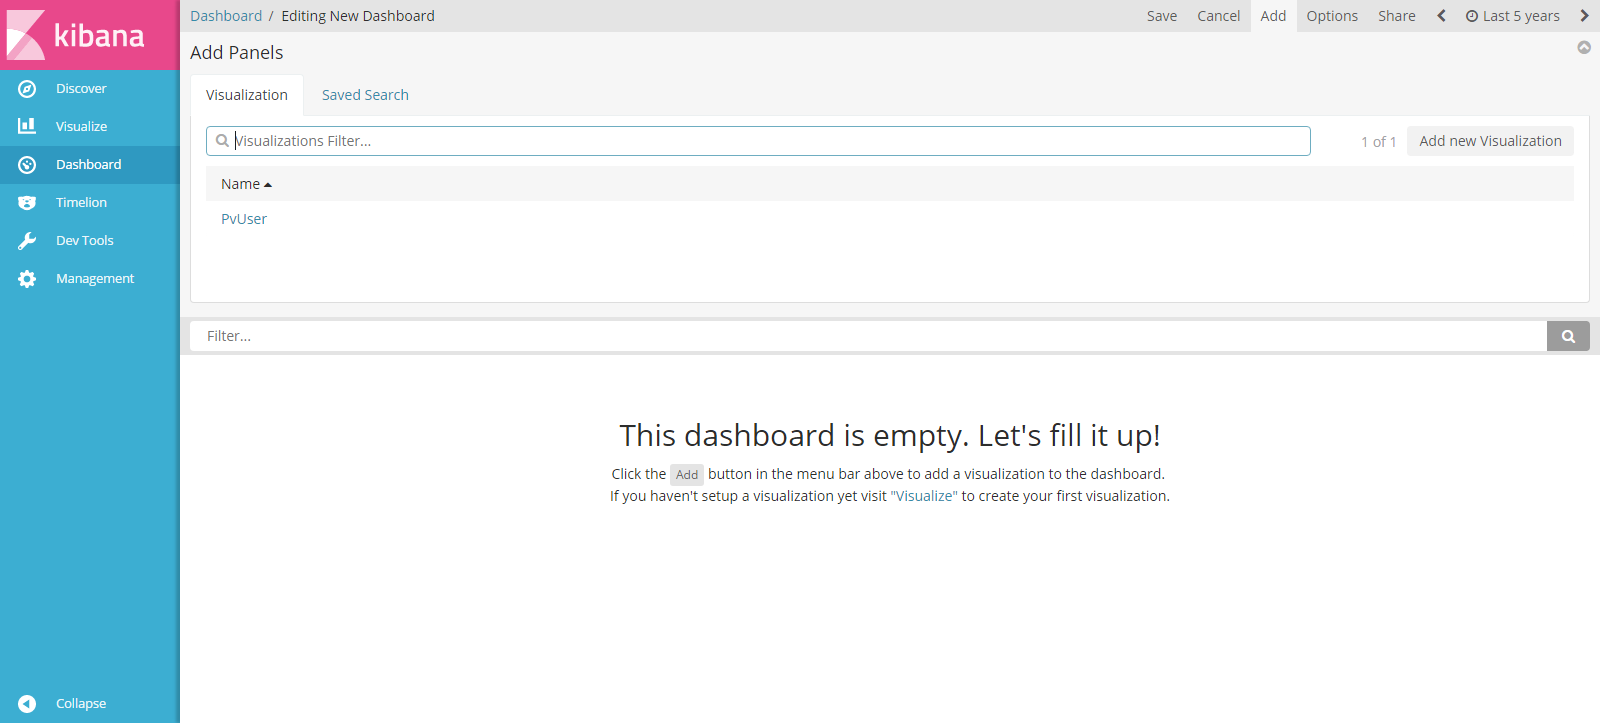 kibana
Discover
Visualize
Dashboard
Timelion
Dev Tools
Management
Collapse
Dashboard / Editing New Dashboard
Save Cancel Add Options Share Last 5 years
Add Panels
Visualization Saved Search
Visualizations Filter...
1 of 1 Add new Visualization
Name
PvUser
Filter...
This dashboard is empty. Let's fill it up!
Click the Add button in the menu bar above to add a visualization to the dashboard.
If you haven't setup a visualization yet visit "Visualize" to create your first visualization.